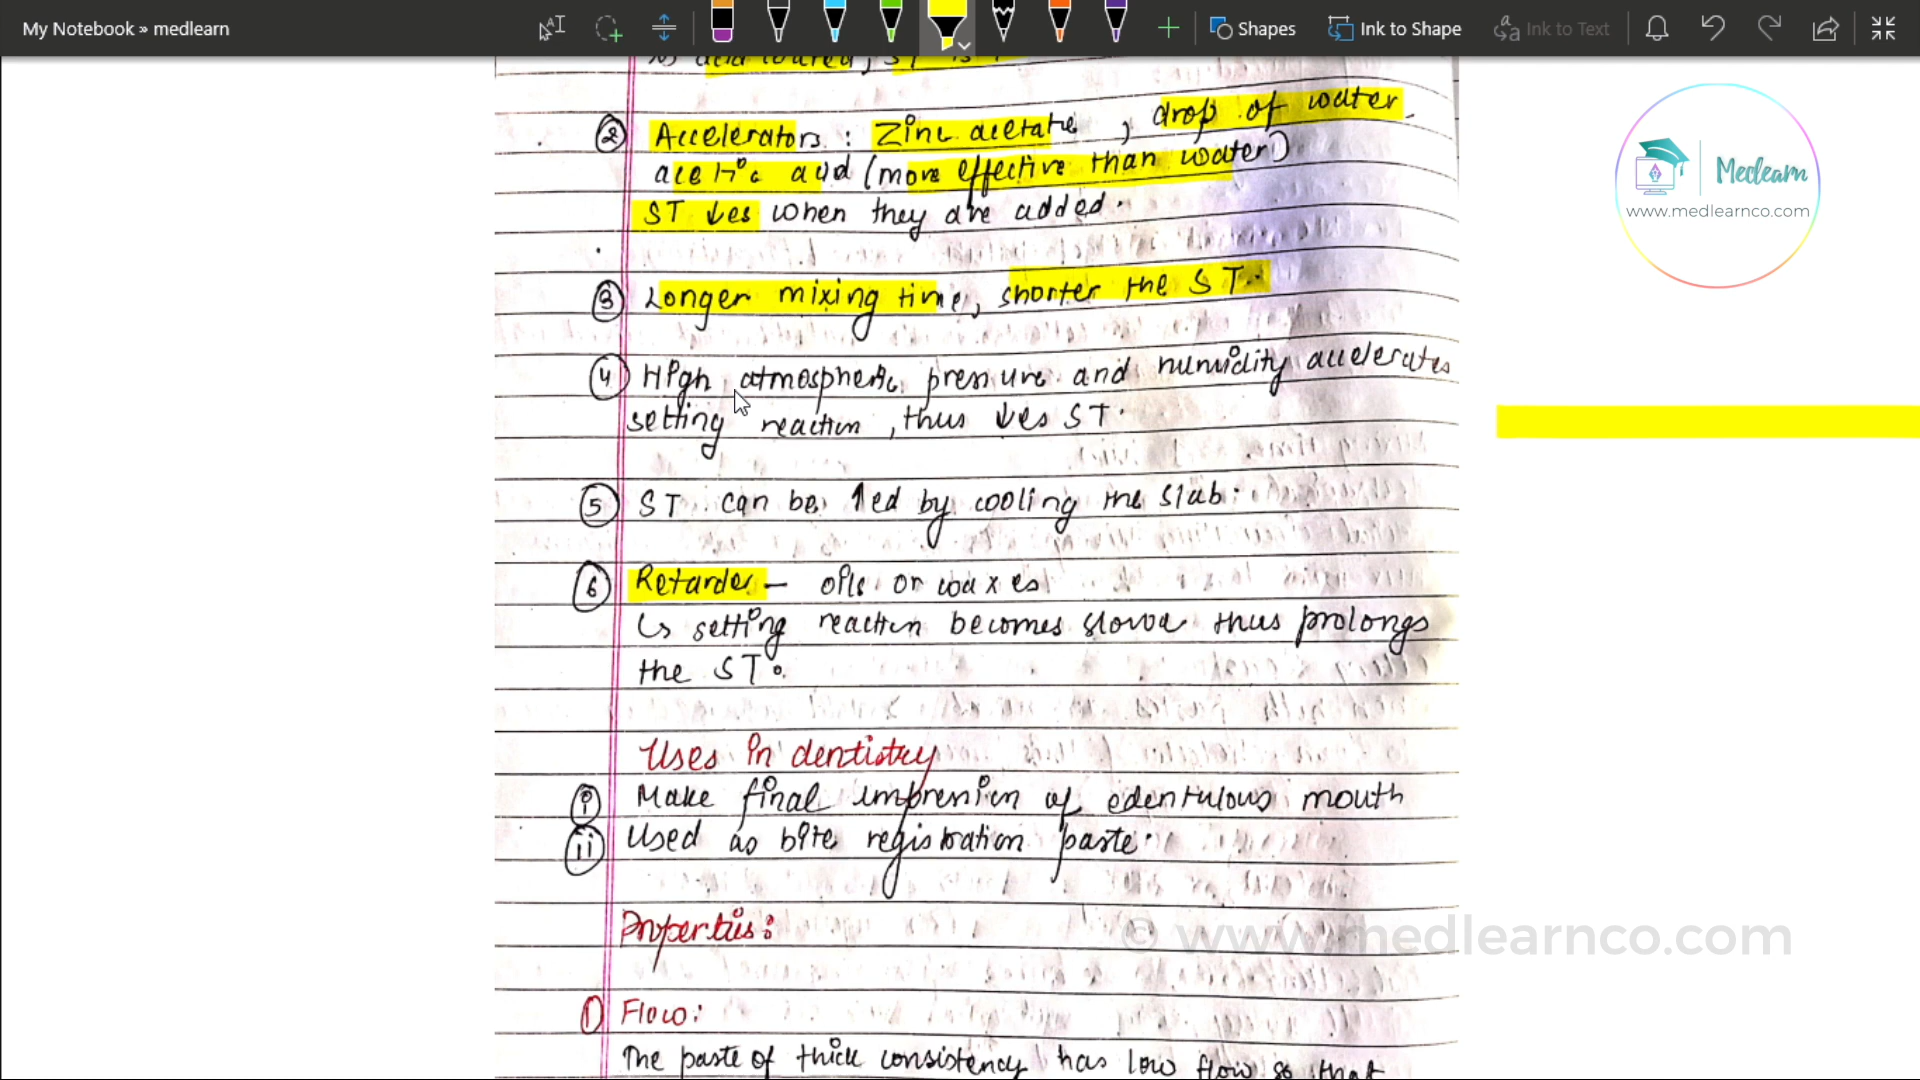 My Notebook » medlearn
Shapes
Ink to Shape
Ink to Text
② Accelerators : Zinc acetate , drop of water
acetic acid (more effective than water)
ST ↓es when they are added.
③ Longer mixing time, shorter the ST.
④ High atmospheric pressure and humidity accelerates
setting reaction, thus ↓es ST.
⑤ ST can be ↑ed by cooling the slab.
⑥ Retarder – oils or waxes
↳ setting reaction becomes slower thus prolongs
the ST.
Uses in dentistry
ⓘ Make final impression of edentulous mouth
ii Used as bite registration paste.
Properties:
① Flow:
The paste of thick consistency has low flow so that
Medlearn
www.medlearnco.com
© www.medlearnco.com